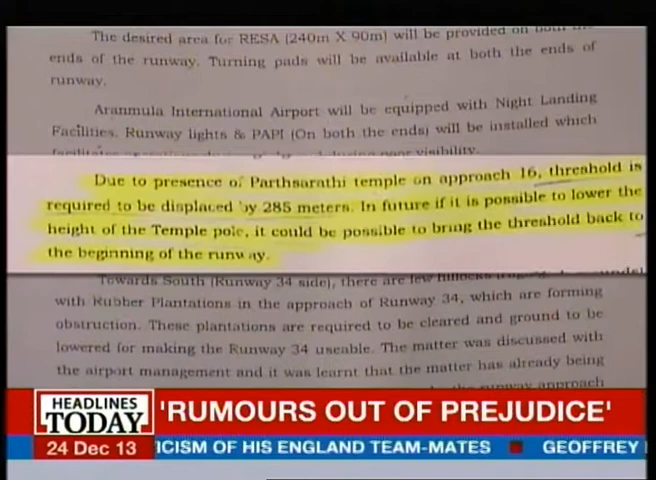 The desired area for RESA (240m X 90m) will be provided on both the
ends of the runway. Turning pads will be available at both the ends of
runway.
Aranmula International Airport will be equipped with Night Landing
Facilities. Runway lights & PAPI (On both the ends) will be installed which
poor visibility.
Due to presence of Parthsarathi temple on approach 16, threshold is
required to be displaced by 285 meters. In future if it is possible to lower the
height of the Temple pole, it could be possible to bring the threshold back to
the beginning of the runway.
Towards South (Runway 34 side), there are few hillocks
with Rubber Plantations in the approach of Runway 34, which are forming
obstruction. These plantations are required to be cleared and ground to be
lowered for making the Runway 34 useable. The matter was discussed with
the airport management and it was learnt that the matter has already being
the runway approach
HEADLINES
TODAY
'RUMOURS OUT OF PREJUDICE'
24 Dec 13
ICISM OF HIS ENGLAND TEAM-MATES ■ GEOFFREY